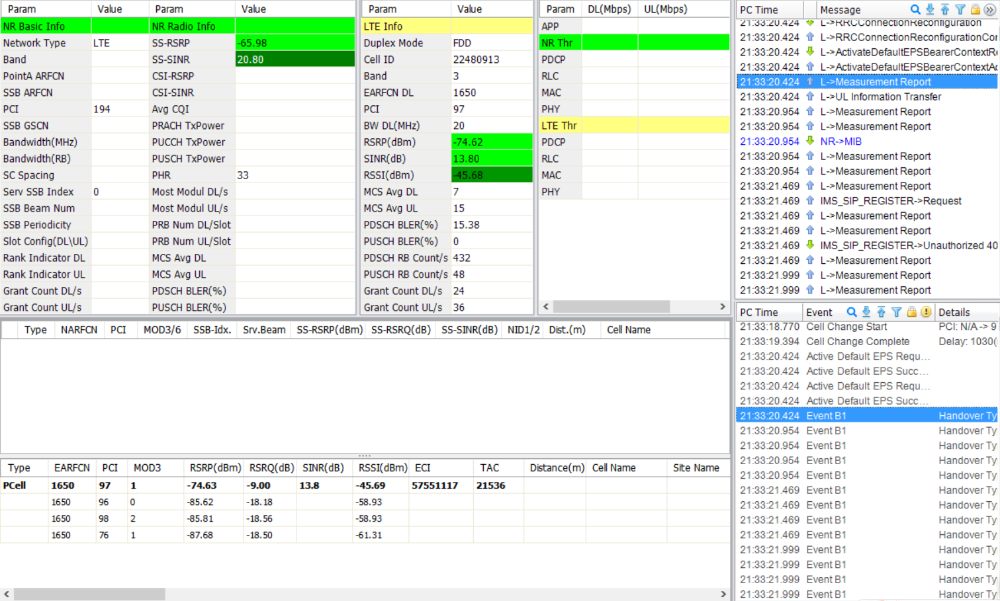 Param Value Param Value
NR Basic Info NR Radio Info
Network Type LTE SS-RSRP -65.98
Band SS-SINR 20.80
PointA ARFCN CSI-RSRP
SSB ARFCN CSI-SINR
PCI 194 Avg CQI
SSB GSCN PRACH TxPower
Bandwidth(MHz) PUCCH TxPower
Bandwidth(RB) PUSCH TxPower
SC Spacing PHR 33
Serv SSB Index 0 Most Modul DL/s
SSB Beam Num Most Modul UL/s
SSB Periodicity PRB Num DL/Slot
Slot Config(DL\UL) PRB Num UL/Slot
Rank Indicator DL MCS Avg DL
Rank Indicator UL MCS Avg UL
Grant Count DL/s PDSCH BLER(%)
Grant Count UL/s PUSCH BLER(%)
Param Value
LTE Info
Duplex Mode FDD
Cell ID 22480913
Band 3
EARFCN DL 1650
PCI 97
BW DL(MHz) 20
RSRP(dBm) -74.62
SINR(dB) 13.80
RSSI(dBm) -45.68
MCS Avg DL 7
MCS Avg UL 15
PDSCH BLER(%) 15.38
PUSCH BLER(%) 0
PDSCH RB Count/s 432
PUSCH RB Count/s 48
Grant Count DL/s 24
Grant Count UL/s 36
Param DL(Mbps) UL(Mbps)
APP
NR Thr
PDCP
RLC
MAC
PHY
LTE Thr
PDCP
RLC
MAC
PHY
PC Time Message
21:33:20.424 L->RRCConnectionReconfiguration
21:33:20.424 L->RRCConnectionReconfigurationCor
21:33:20.424 L->ActivateDefaultEPSBearerContextRe
21:33:20.424 L->ActivateDefaultEPSBearerContextAc
21:33:20.424 L->Measurement Report
21:33:20.424 L->UL Information Transfer
21:33:20.954 L->Measurement Report
21:33:20.954 L->Measurement Report
21:33:20.954 NR->MIB
21:33:20.954 L->Measurement Report
21:33:20.954 L->Measurement Report
21:33:21.469 L->Measurement Report
21:33:21.469 IMS_SIP_REGISTER->Request
21:33:21.469 L->Measurement Report
21:33:21.469 L->Measurement Report
21:33:21.469 IMS_SIP_REGISTER->Unauthorized 40
21:33:21.469 L->Measurement Report
21:33:21.999 L->Measurement Report
21:33:21.999 L->Measurement Report
PC Time Event Details
21:33:18.770 Cell Change Start PCI: N/A -> 9
21:33:19.394 Cell Change Complete Delay: 1030(
21:33:20.424 Active Default EPS Requ...
21:33:20.424 Active Default EPS Succ...
21:33:20.424 Active Default EPS Requ...
21:33:20.424 Active Default EPS Succ...
21:33:20.424 Event B1 Handover Ty
21:33:20.954 Event B1 Handover Ty
21:33:20.954 Event B1 Handover Ty
21:33:20.954 Event B1 Handover Ty
21:33:20.954 Event B1 Handover Ty
21:33:21.469 Event B1 Handover Ty
21:33:21.469 Event B1 Handover Ty
21:33:21.469 Event B1 Handover Ty
21:33:21.469 Event B1 Handover Ty
21:33:21.999 Event B1 Handover Ty
21:33:21.999 Event B1 Handover Ty
21:33:21.999 Event B1 Handover Ty
21:33:21.999 Event B1 Handover Ty
Type NARFCN PCI MOD3/6 SSB-Idx. Srv.Beam SS-RSRP(dBm) SS-RSRQ(dB) SS-SINR(dB) NID1/2 Dist.(m) Cell Name
Type EARFCN PCI MOD3 RSRP(dBm) RSRQ(dB) SINR(dB) RSSI(dBm) ECI TAC Distance(m) Cell Name Site Name
PCell 1650 97 1 -74.63 -9.00 13.8 -45.69 57551117 21536
1650 96 0 -85.62 -18.18 -58.93
1650 98 2 -85.81 -18.56 -58.93
1650 76 1 -87.68 -18.50 -61.31